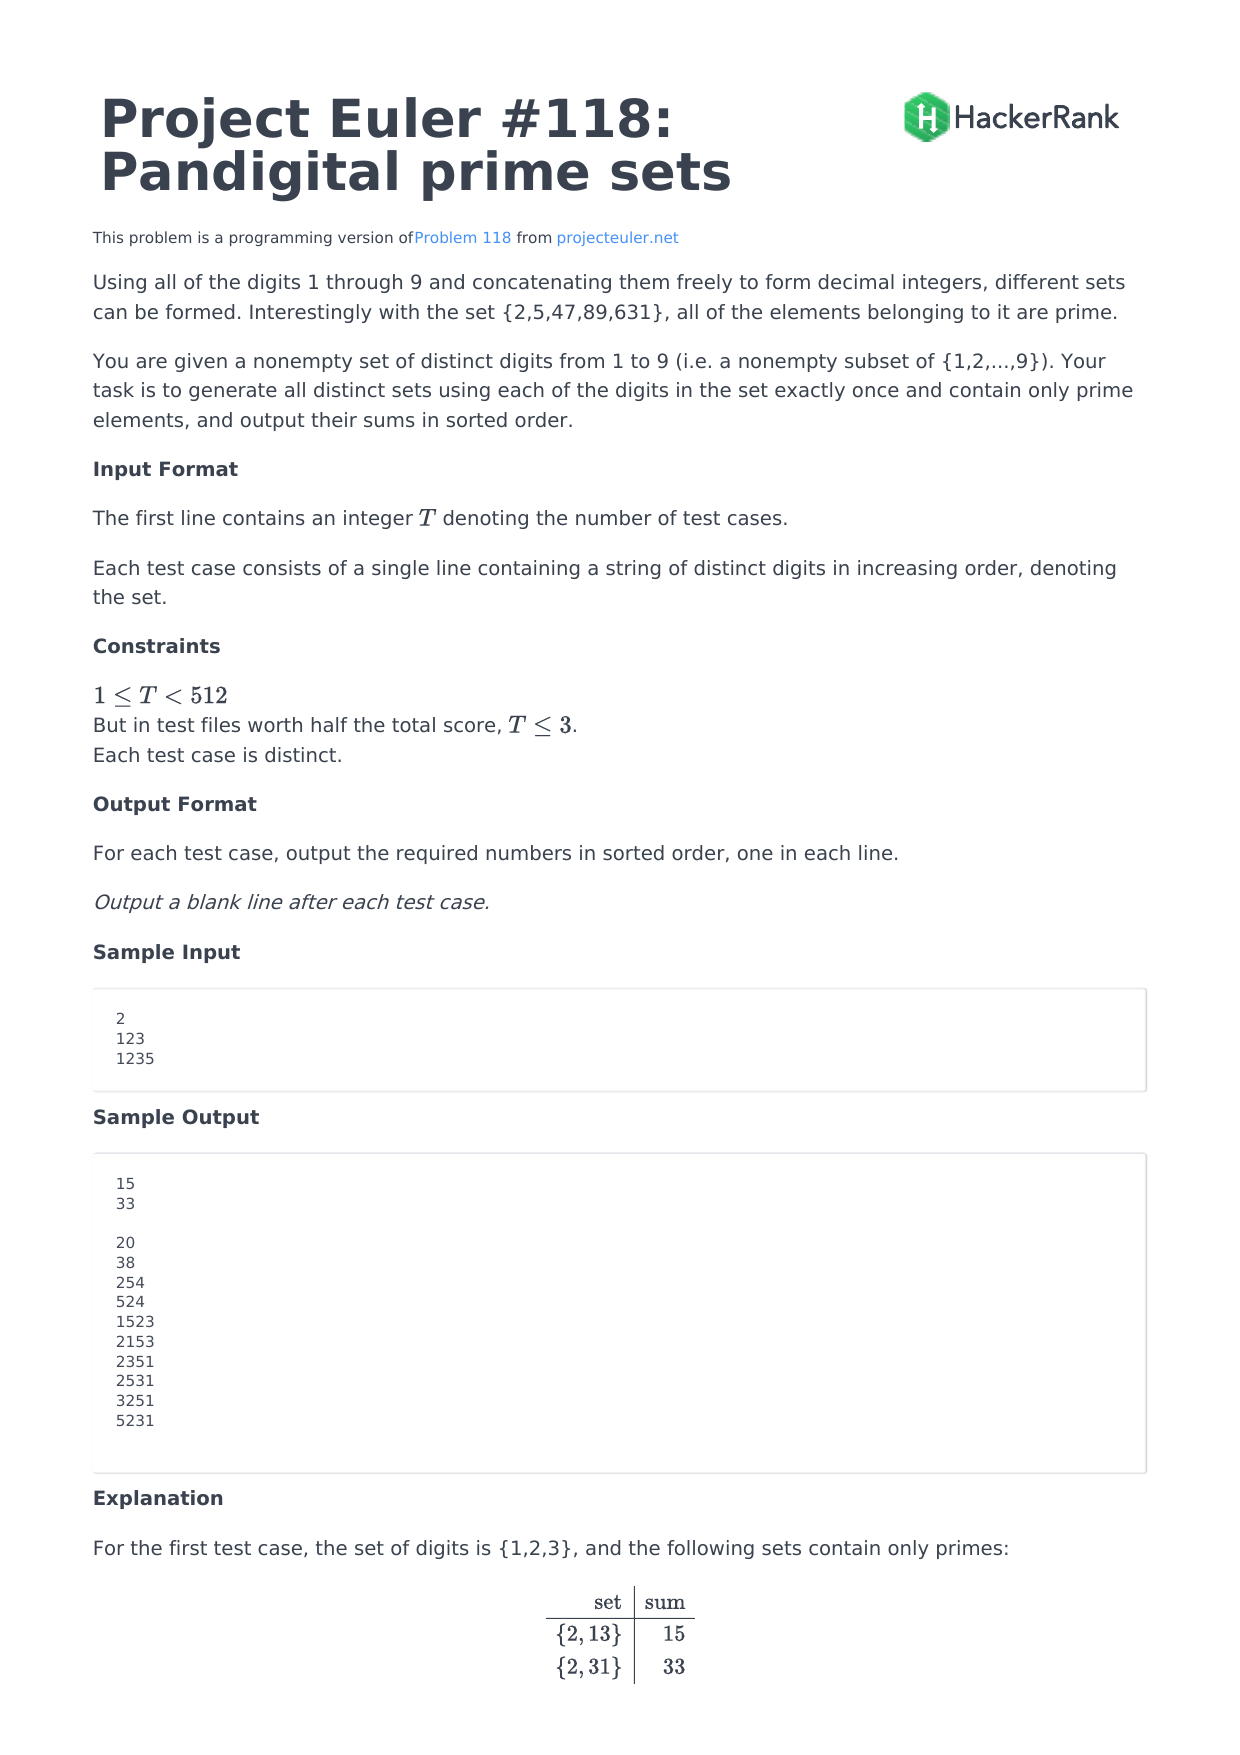 Project Euler #118:
Pandigital prime sets
HackerRank
This problem is a programming version ofProblem 118 from projecteuler.net
Using all of the digits 1 through 9 and concatenating them freely to form decimal integers, different sets
can be formed. Interestingly with the set {2,5,47,89,631}, all of the elements belonging to it are prime.
You are given a nonempty set of distinct digits from 1 to 9 (i.e. a nonempty subset of {1,2,...,9}). Your
task is to generate all distinct sets using each of the digits in the set exactly once and contain only prime
elements, and output their sums in sorted order.
Input Format
The first line contains an integer T denoting the number of test cases.
Each test case consists of a single line containing a string of distinct digits in increasing order, denoting
the set.
Constraints
1 ≤ T < 512
But in test files worth half the total score, T ≤ 3.
Each test case is distinct.
Output Format
For each test case, output the required numbers in sorted order, one in each line.
Output a blank line after each test case.
Sample Input
2
123
1235
Sample Output
15
33
20
38
254
524
1523
2153
2351
2531
3251
5231
Explanation
For the first test case, the set of digits is {1,2,3}, and the following sets contain only primes:
set sum
{2, 13} 15
{2, 31} 33